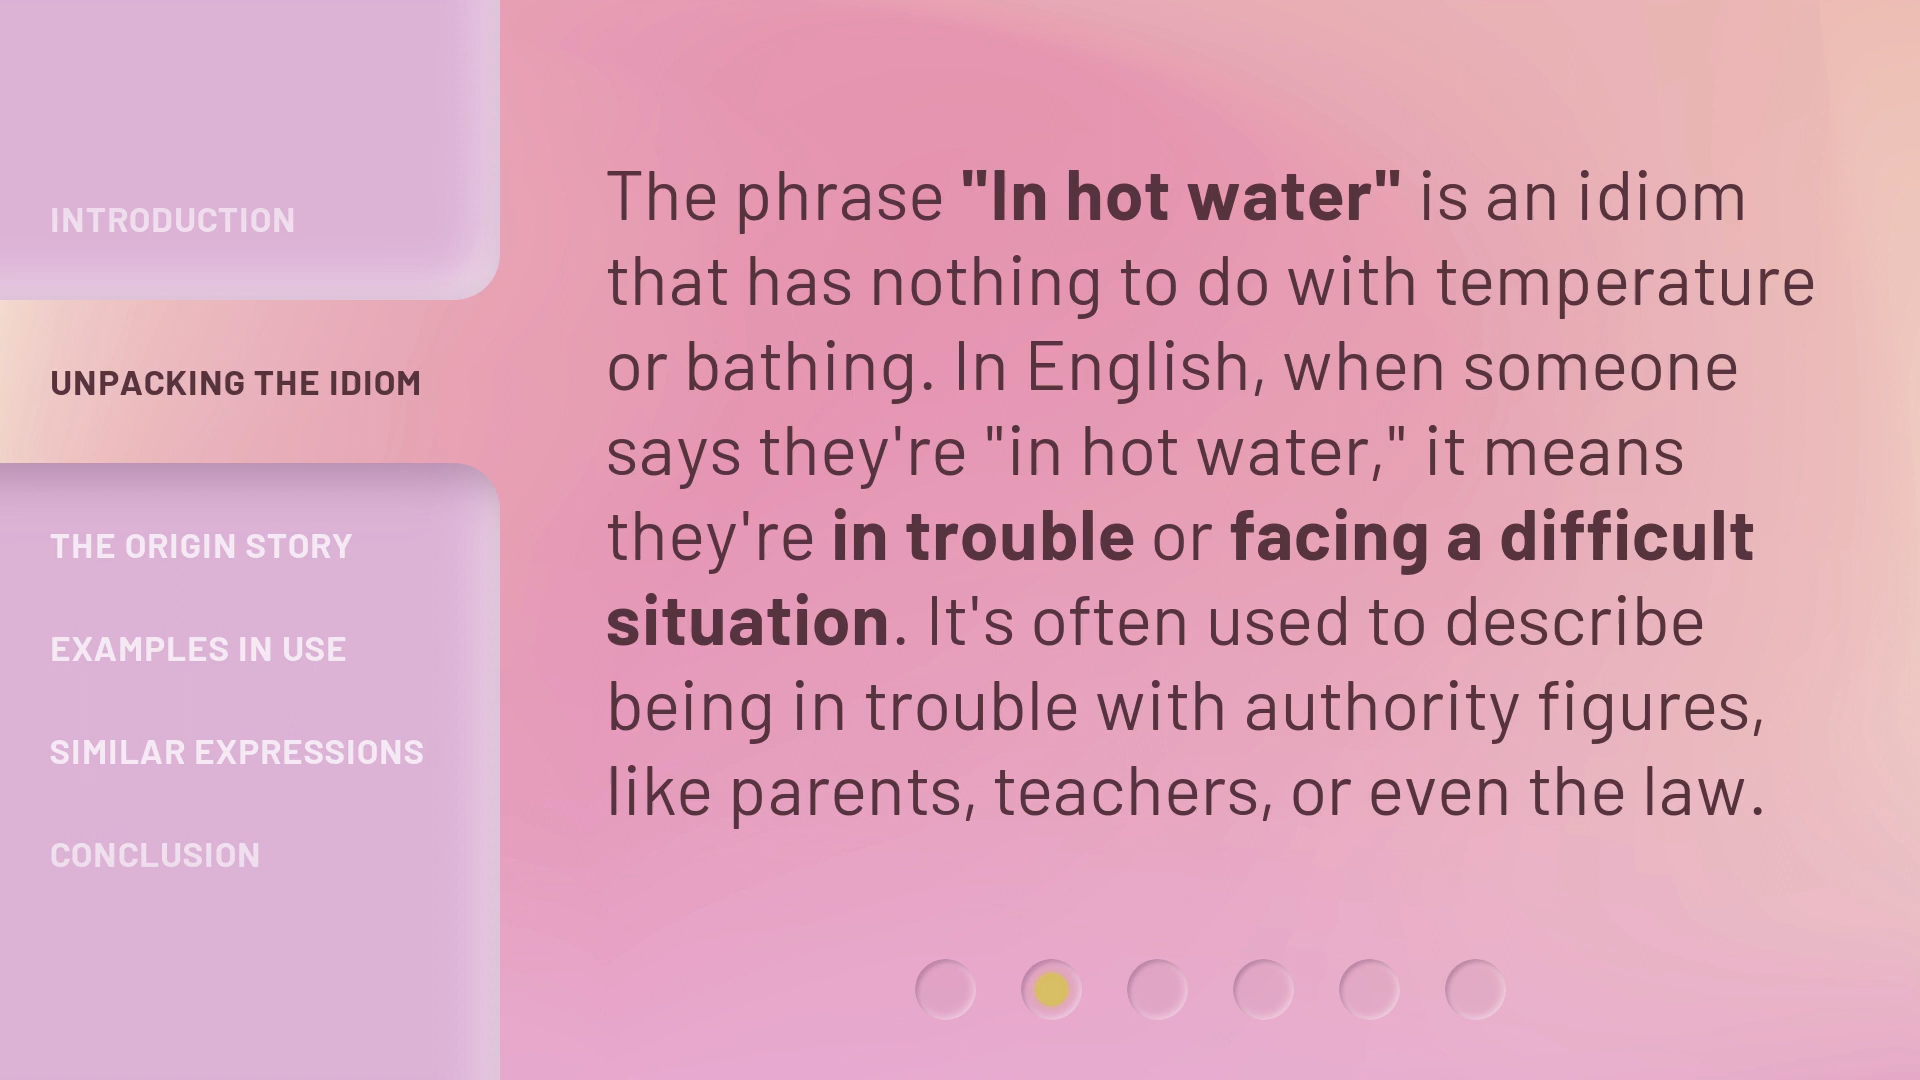 INTRODUCTION
UNPACKING THE IDIOM
THE ORIGIN STORY
EXAMPLES IN USE
SIMILAR EXPRESSIONS
CONCLUSION
The phrase "In hot water" is an idiom
that has nothing to do with temperature
or bathing. In English, when someone
says they're "in hot water," it means
they're in trouble or facing a difficult
situation. It's often used to describe
being in trouble with authority figures,
like parents, teachers, or even the law.